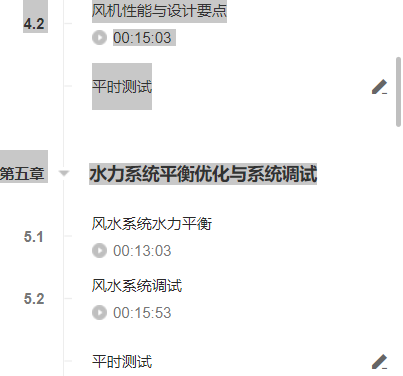 风机性能与设计要点
4.2
00:15:03
平时测试
第五章 水力系统平衡优化与系统调试
风水系统水力平衡
5.1
00:13:03
风水系统调试
5.2
00:15:53
平时测试